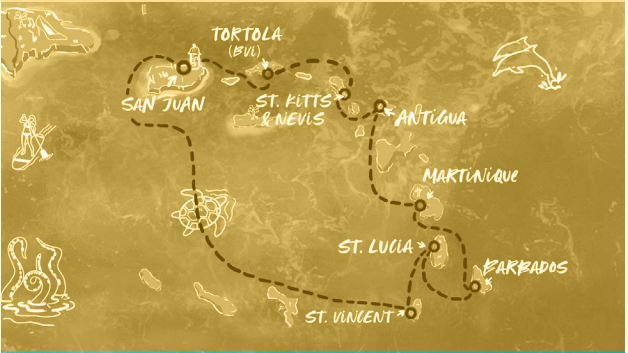 TORTOLA
(BVI)
SAN JUAN
ST. KITTS
& NEVIS
ANTIGUA
MARTINIQUE
ST. LUCIA
BARBADOS
ST. VINCENT